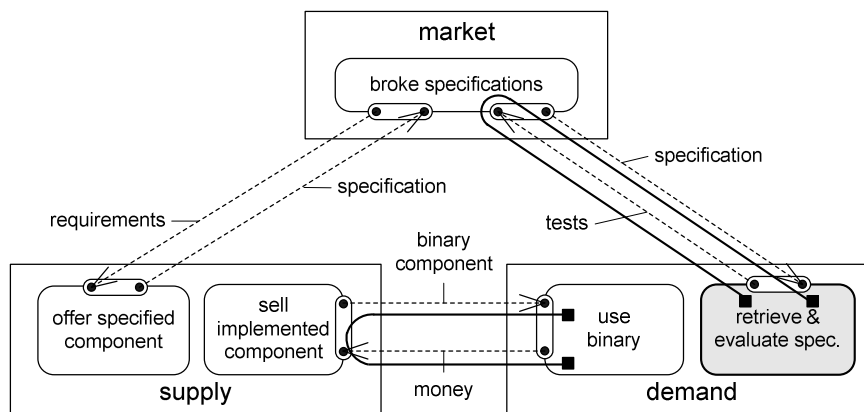 market
broke specifications
specification
specification
tests
requirements
binary
component
offer specified
component
sell
implemented
component
use
binary
retrieve &
evaluate spec.
supply
money
demand